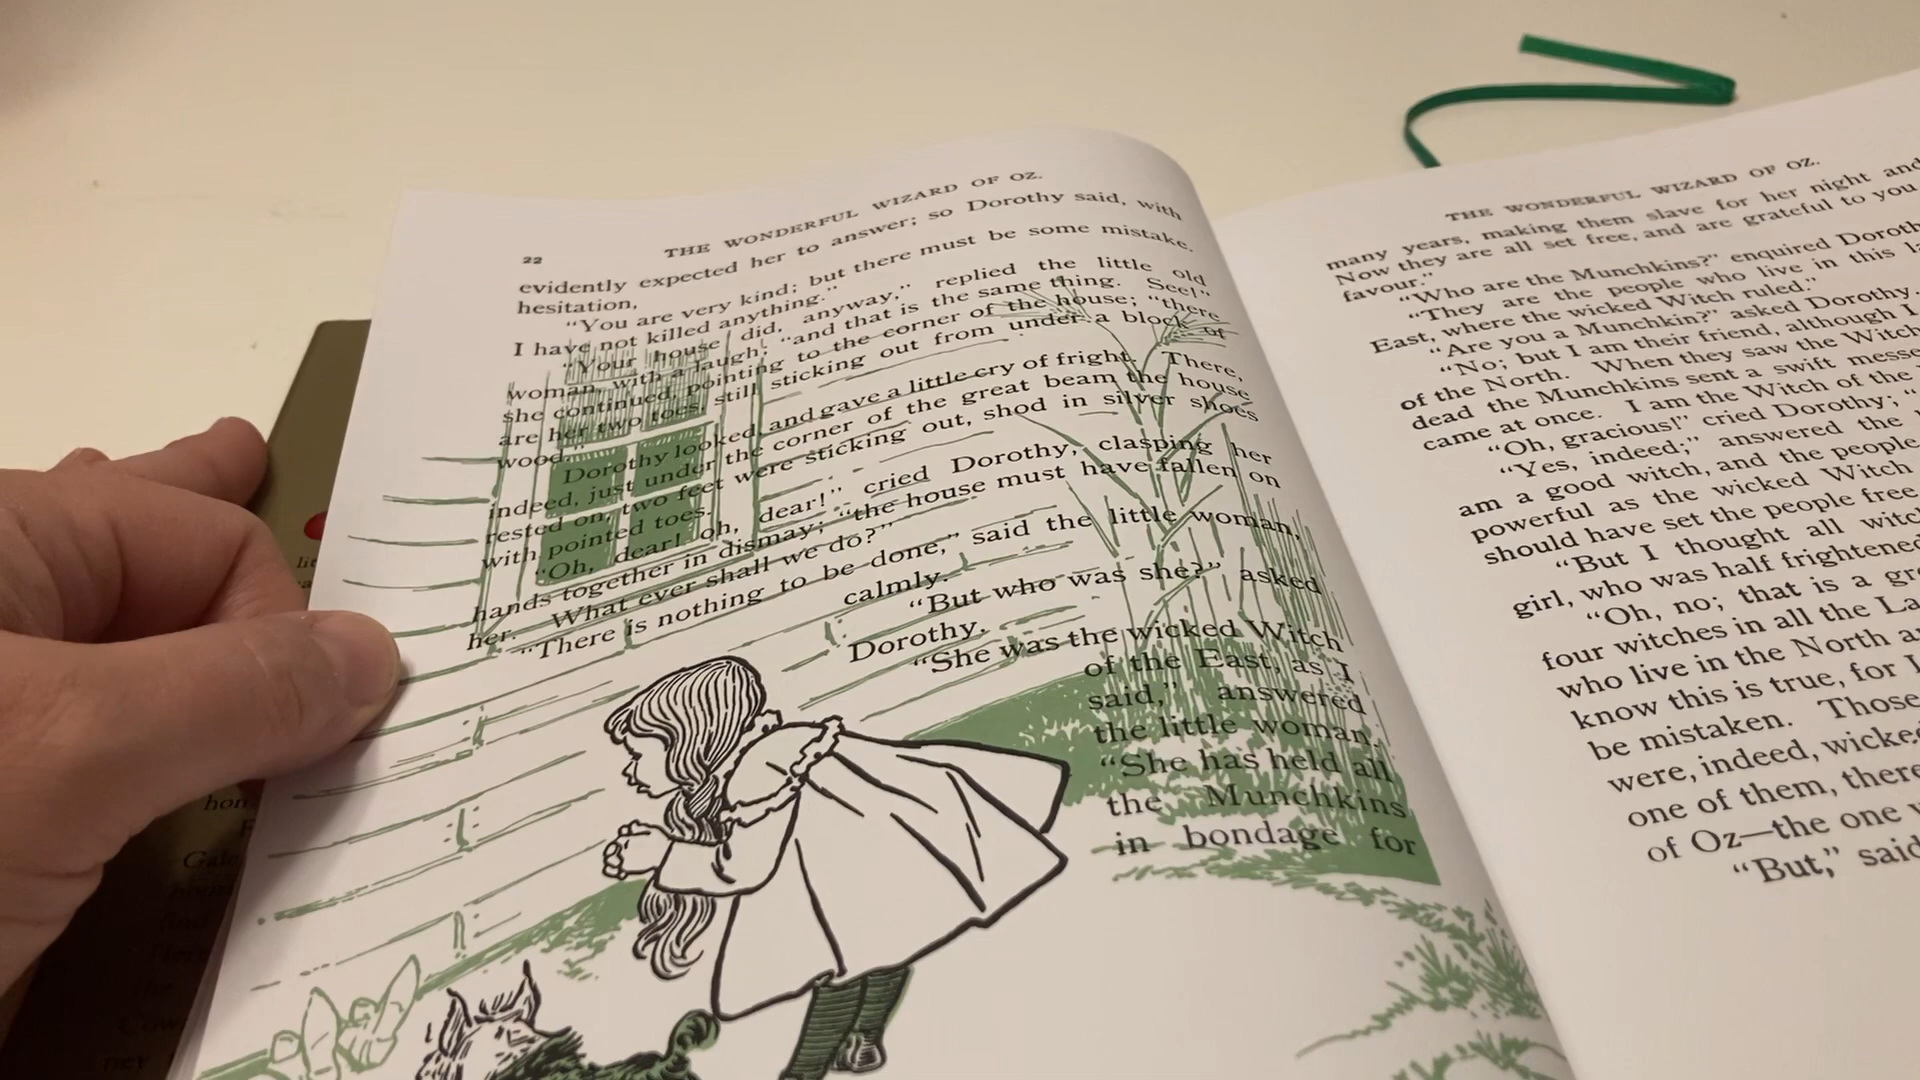 22
THE WONDERFUL WIZARD OF OZ.
evidently expected her to answer; so Dorothy said, with
hesitation,
"You are very kind; but there must be some mistake.
I have not killed anything."
"Your house did, anyway," replied the little old
woman, with a laugh; "and that is the same thing. See!"
she continued, pointing to the corner of the house; "there
are her two toes, still sticking out from under a block of
wood."
Dorothy looked, and gave a little cry of fright. There,
indeed, just under the corner of the great beam the house
rested on, two feet were sticking out, shod in silver shoes
with pointed toes.
"Oh, dear! oh, dear!" cried Dorothy, clasping her
hands together in dismay; "the house must have fallen on
her. What ever shall we do?"
"There is nothing to be done," said the little woman,
calmly.
"But who was she?" asked
Dorothy.
"She was the wicked Witch
of the East, as I
said," answered
the little woman.
"She has held all
the Munchkins
in bondage for
THE WONDERFUL WIZARD OF OZ.
many years, making them slave for her night and
Now they are all set free, and are grateful to you
favour."
"Who are the Munchkins?" enquired
"They are the people who live in this
East, where the wicked Witch ruled."
"Are you a Munchkin?" asked Dorothy.
"No; but I am their friend, although I
of the North. When they saw the Witch
dead the Munchkins sent a swift
came at once. I am the Witch of the
"Oh, gracious!" cried Dorothy; "
"Yes, indeed;" answered the
am a good witch, and the people
powerful as the wicked Witch
should have set the people free
"But I thought all
girl, who was half frightened
"Oh, no; that is a
four witches in all the
who live in the North
know this is true, for
be mistaken. Those
were, indeed,
one of them,
of Oz—the one
"But," said